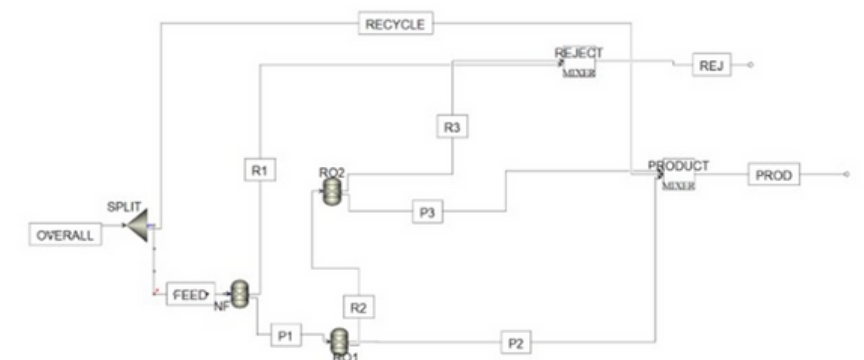 RECYCLE
REJECT
MIXER
REJ
R3
R1
RO2
PRODUCT
MIXER
PROD
SPLIT
P3
OVERALL
FEED
NF
R2
P1
RO1
P2